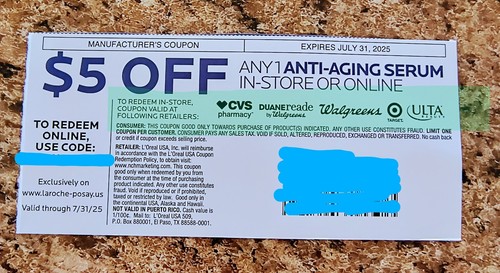 MANUFACTURER'S COUPON
EXPIRES JULY 31, 2025
$5 OFF ANY 1 ANTI-AGING SERUM
IN-STORE OR ONLINE
TO REDEEM IN-STORE,
COUPON VALID AT
FOLLOWING RETAILERS:
CVS pharmacy
DUANEreade by Walgreens
Walgreens
TARGET
ULTA BEAUTY
TO REDEEM
ONLINE,
USE CODE:
Exclusively on
www.laroche-posay.us
Valid through 7/31/25
CONSUMER: THIS COUPON GOOD ONLY TOWARDS PURCHASE OF PRODUCT(S) INDICATED. ANY OTHER USE CONSTITUTES FRAUD. LIMIT ONE
COUPON PER CUSTOMER. CONSUMER PAYS ANY SALES TAX. VOID IF SOLD, ALTERED, REPRODUCED, EXCHANGED OR TRANSFERRED. No cash back
or credit if coupon exceeds selling price.
RETAILER: L'Oreal USA, Inc. will reimburse
in accordance with the L'Oreal USA Coupon
Redemption Policy, to obtain visit:
www.nchmarketing.com. This coupon
good only when redeemed by you from
the consumer at the time of purchasing
product indicated. Any other use constitutes
fraud. Void if reproduced or if prohibited,
taxed or restricted by law. Good only in
the continental USA, Alaska and Hawaii.
NOT VALID IN PUERTO RICO. Cash value is
1/100¢. Mail to: L'Oreal USA 509,
P.O. Box 880001, El Paso, TX 88588-0001.